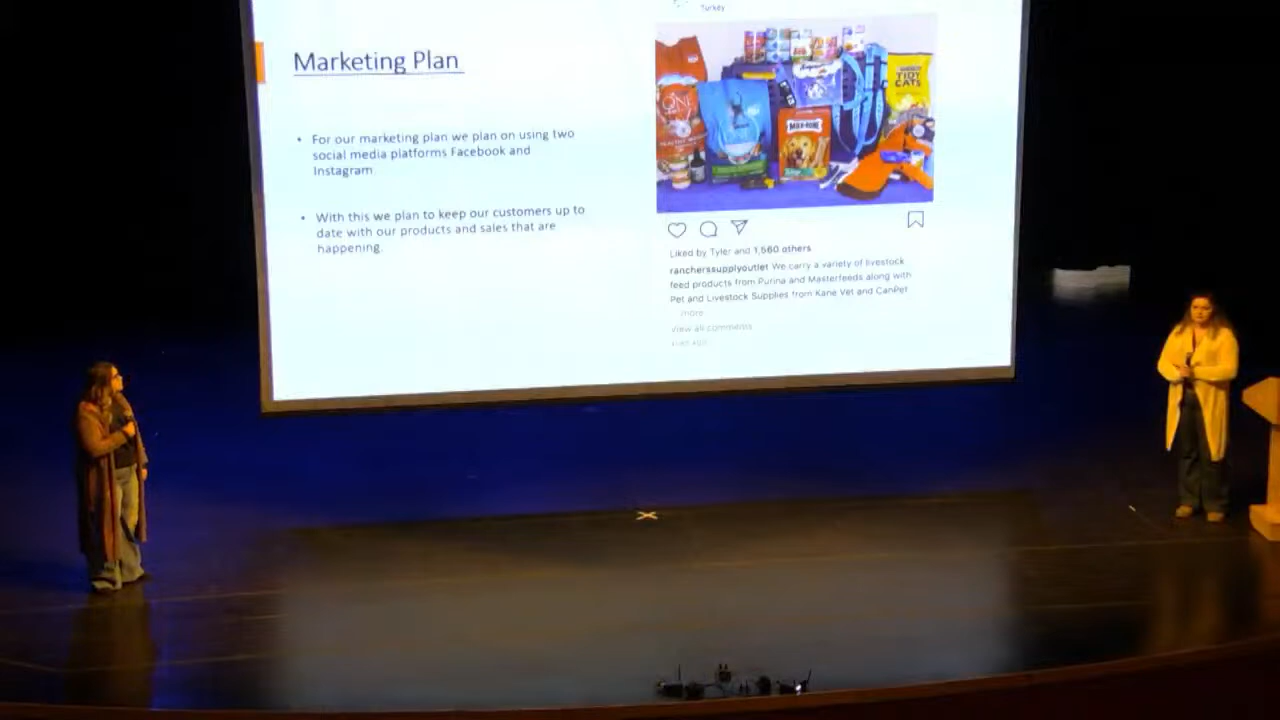 Turkey
Marketing Plan
• For our marketing plan we plan on using two
social media platforms Facebook and
Instagram
• With this we plan to keep our customers up to
date with our products and sales that are
happening.
ONE
TIDY
CATS
MILK-BONE
Liked by Tyler and 1,560 others
rancherssupplyoutlet We carry a variety of livestock
feed products from Purina and Masterfeeds along with
Pet and Livestock Supplies from Kane Vet and CanPet
more
View all comments